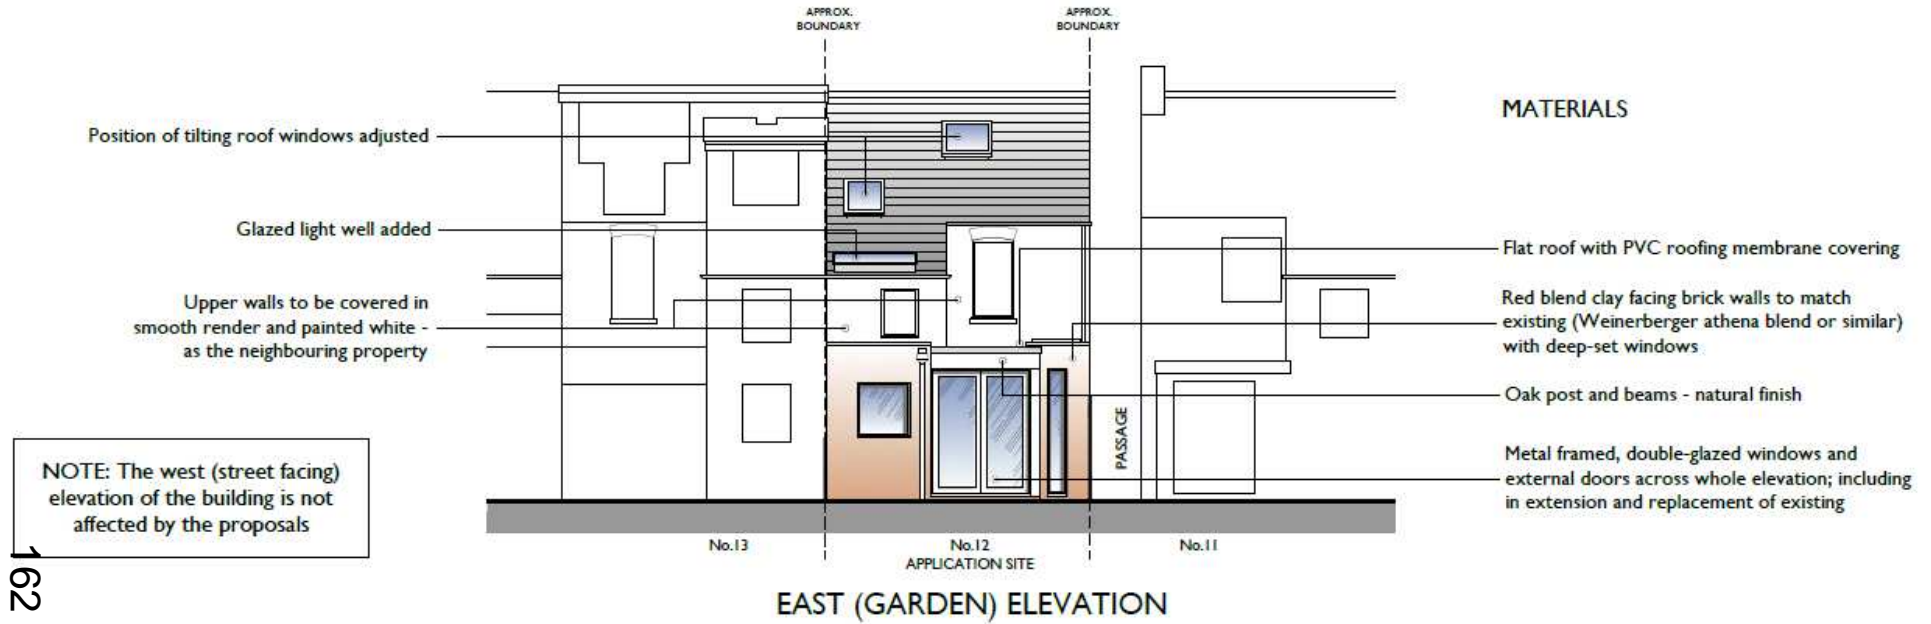 APPROX.
BOUNDARY
APPROX.
BOUNDARY
MATERIALS
Position of tilting roof windows adjusted
Glazed light well added
Upper walls to be covered in
smooth render and painted white -
as the neighbouring property
Flat roof with PVC roofing membrane covering
Red blend clay facing brick walls to match
existing (Weinerberger athena blend or similar)
with deep-set windows
Oak post and beams - natural finish
Metal framed, double-glazed windows and
external doors across whole elevation; including
in extension and replacement of existing
PASSAGE
NOTE: The west (street facing)
elevation of the building is not
affected by the proposals
No.13
No.12
APPLICATION SITE
No.11
EAST (GARDEN) ELEVATION
162